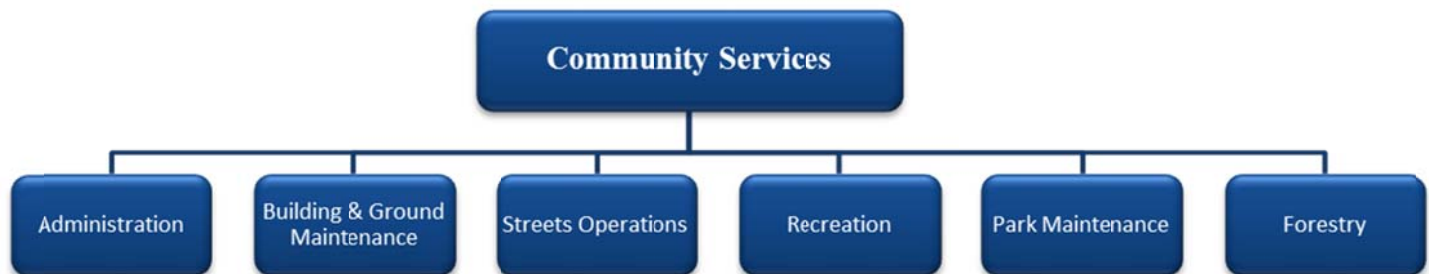 Community Services
Administration
Building & Ground
Maintenance
Streets Operations
Recreation
Park Maintenance
Forestry